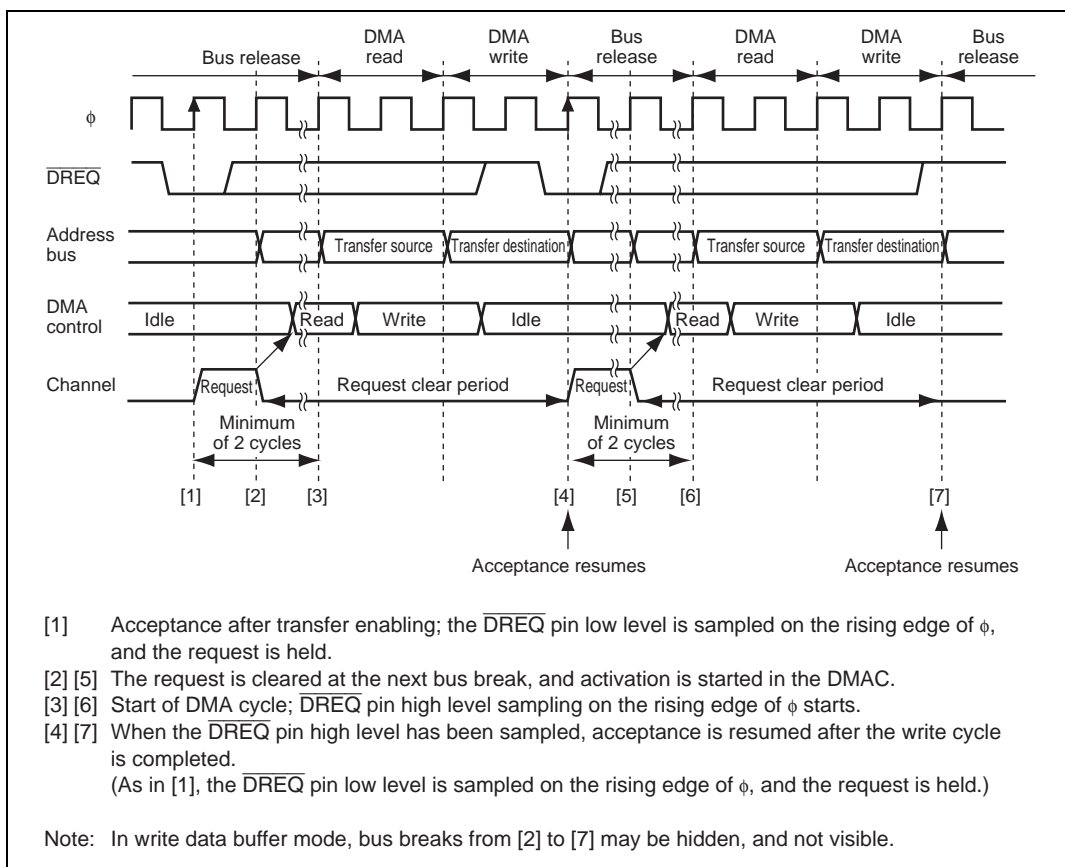 Bus release
DMA read
DMA write
Bus release
DMA read
DMA write
Bus release
φ
DREQ
Address bus
Transfer source
Transfer destination
Transfer source
Transfer destination
DMA control
Idle
Read
Write
Idle
Read
Write
Idle
Channel
Request
Request clear period
Request
Request clear period
Minimum of 2 cycles
Minimum of 2 cycles
[1]
[2]
[3]
[4]
[5]
[6]
[7]
Acceptance resumes
Acceptance resumes
[1] Acceptance after transfer enabling; the DREQ pin low level is sampled on the rising edge of φ,
and the request is held.
[2] [5] The request is cleared at the next bus break, and activation is started in the DMAC.
[3] [6] Start of DMA cycle; DREQ pin high level sampling on the rising edge of φ starts.
[4] [7] When the DREQ pin high level has been sampled, acceptance is resumed after the write cycle
is completed.
(As in [1], the DREQ pin low level is sampled on the rising edge of φ, and the request is held.)
Note: In write data buffer mode, bus breaks from [2] to [7] may be hidden, and not visible.